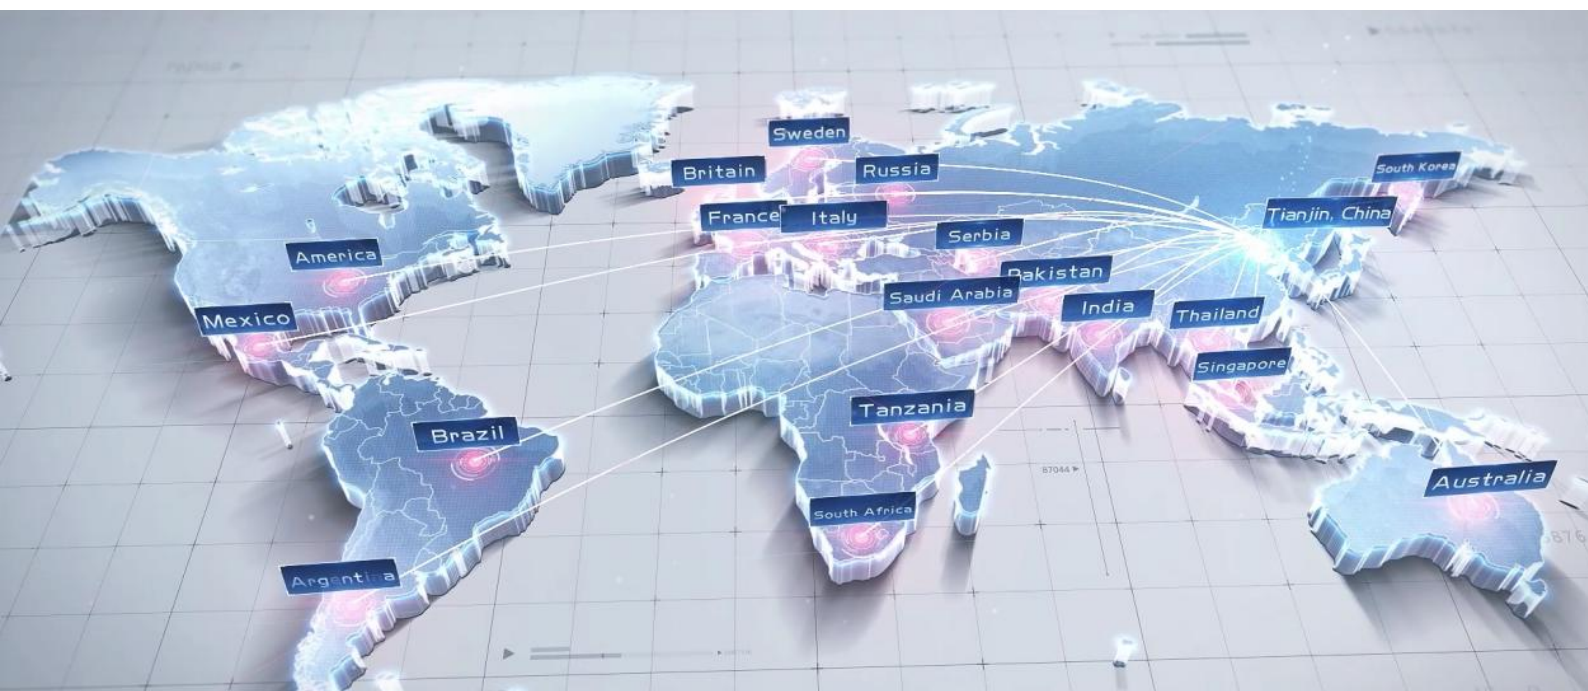 Sweden
Britain
Russia
South Korea
France
Italy
Tianjin, China
Serbia
America
Pakistan
Saudi Arabia
India
Thailand
Mexico
Singapore
Tanzania
Brazil
87044
Australia
South Africa
Argentina